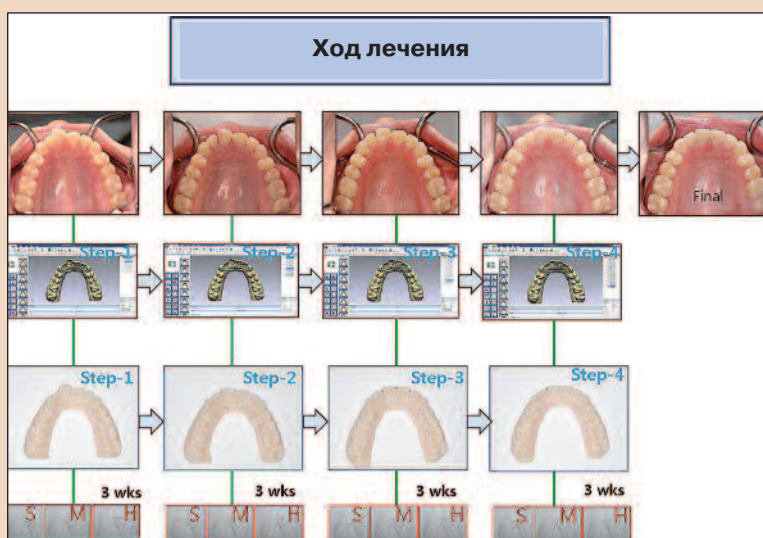 Ход лечения
Final
Step-1 Step-2 Step-3 Step-4
Step-1 Step-2 Step-3 Step-4
3 wks 3 wks 3 wks 3 wks
S M H S M H S M H S M H